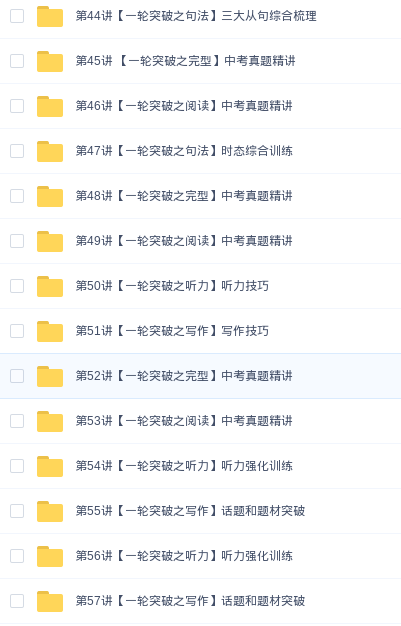 第44讲【一轮突破之句法】三大从句综合梳理
第45讲 【一轮突破之完型】中考真题精讲
第46讲【一轮突破之阅读】中考真题精讲
第47讲【一轮突破之句法】时态综合训练
第48讲【一轮突破之完型】中考真题精讲
第49讲【一轮突破之阅读】中考真题精讲
第50讲【一轮突破之听力】听力技巧
第51讲【一轮突破之写作】写作技巧
第52讲【一轮突破之完型】中考真题精讲
第53讲【一轮突破之阅读】中考真题精讲
第54讲【一轮突破之听力】听力强化训练
第55讲【一轮突破之写作】话题和题材突破
第56讲【一轮突破之听力】听力强化训练
第57讲【一轮突破之写作】话题和题材突破